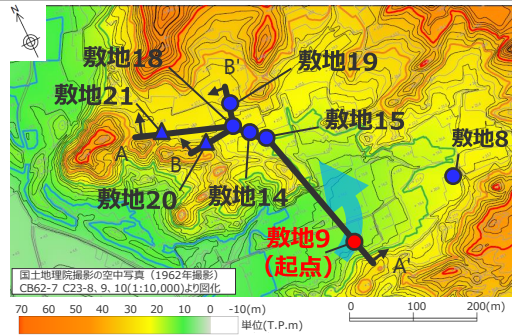 N
敷地18
B'
敷地19
敷地21
敷地15
敷地8
A
B
敷地20
敷地14
敷地9
(起点)
A'
国土地理院撮影の空中写真(1962年撮影)
CB62-7 C23-8、9、10(1:10,000)より図化
70 60 50 40 30 20 10 0 -10(m)
単位(T.P.m)
0 100 200(m)